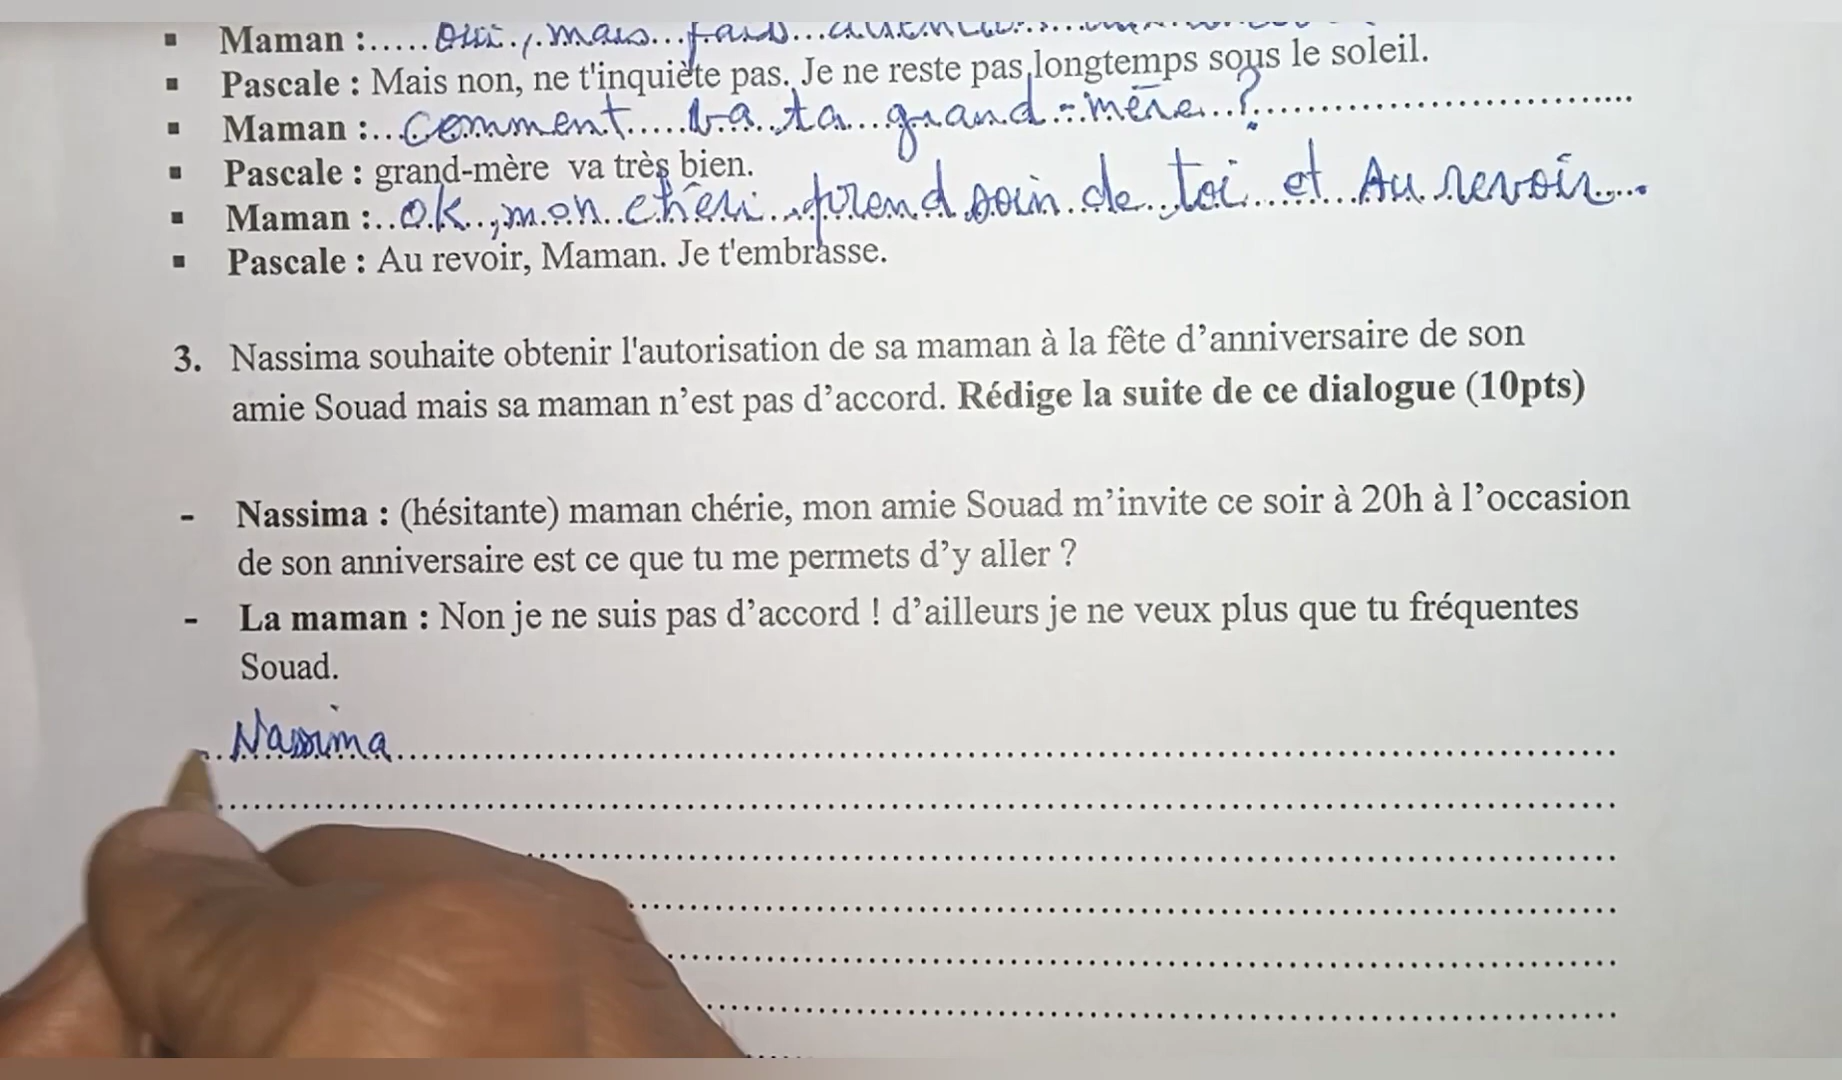 ▪ Maman :.....Oui, mais fais attention
▪ Pascale : Mais non, ne t'inquiète pas. Je ne reste pas longtemps sous le soleil.
▪ Maman :...Comment va ta grand-mère ?
▪ Pascale : grand-mère va très bien.
▪ Maman :..OK, mon chéri prend soin de toi et Au revoir
▪ Pascale : Au revoir, Maman. Je t'embrasse.
3. Nassima souhaite obtenir l'autorisation de sa maman à la fête d’anniversaire de son
amie Souad mais sa maman n’est pas d’accord. Rédige la suite de ce dialogue (10pts)
- Nassima : (hésitante) maman chérie, mon amie Souad m’invite ce soir à 20h à l’occasion
de son anniversaire est ce que tu me permets d’y aller ?
- La maman : Non je ne suis pas d’accord ! d’ailleurs je ne veux plus que tu fréquentes
Souad.
Nassima